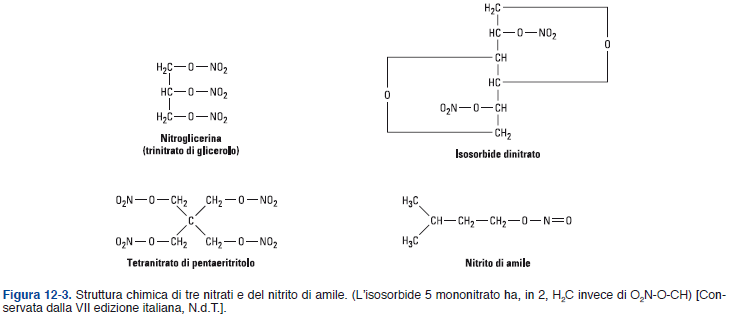 H₂C—O—NO₂
HC—O—NO₂
H₂C—O—NO₂
Nitroglicerina
(trinitrato di glicerolo)
H₂C
HC—O—NO₂
O
CH
HC
O
O₂N—O—CH
CH₂
Isosorbide dinitrato
O₂N—O—CH₂ CH₂—O—NO₂
C
O₂N—O—CH₂ CH₂—O—NO₂
Tetranitrato di pentaeritritolo
H₃C
CH—CH₂—CH₂—O—N=O
H₃C
Nitrito di amile
Figura 12-3. Struttura chimica di tre nitrati e del nitrito di amile. (L'isosorbide 5 mononitrato ha, in 2, H₂C invece di O₂N-O-CH) [Con-
servata dalla VII edizione italiana, N.d.T.].